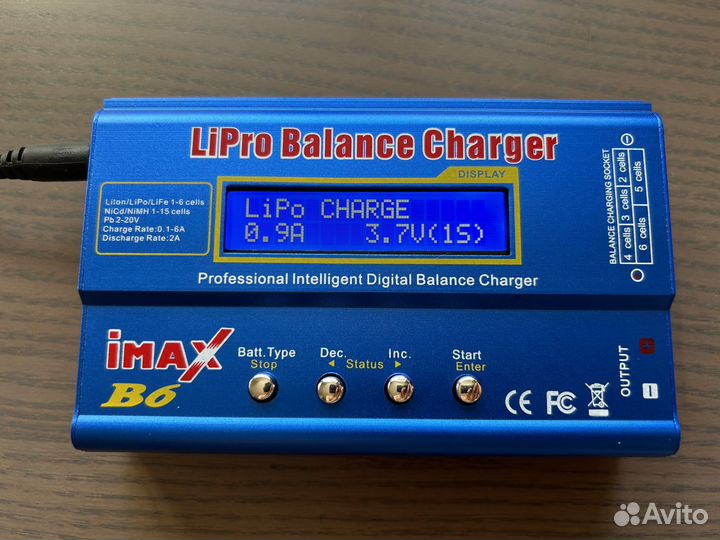 LiPro Balance Charger
DISPLAY
LiIon/LiPo/LiFe 1-6 cells
NiCd/NiMH 1-15 cells
Pb 2-20V
Charge Rate:0.1-6A
Discharge Rate:2A
LiPo CHARGE
0.9A 3.7V(1S)
Professional Intelligent Digital Balance Charger
BALANCE CHARGING SOCKET
2 cells
3 cells
4 cells
5 cells
6 cells
iMAX
B6
Batt.Type
Stop
Dec.
Inc.
◄ Status ►
Start
Enter
CE FC
OUTPUT
+
−
Avito